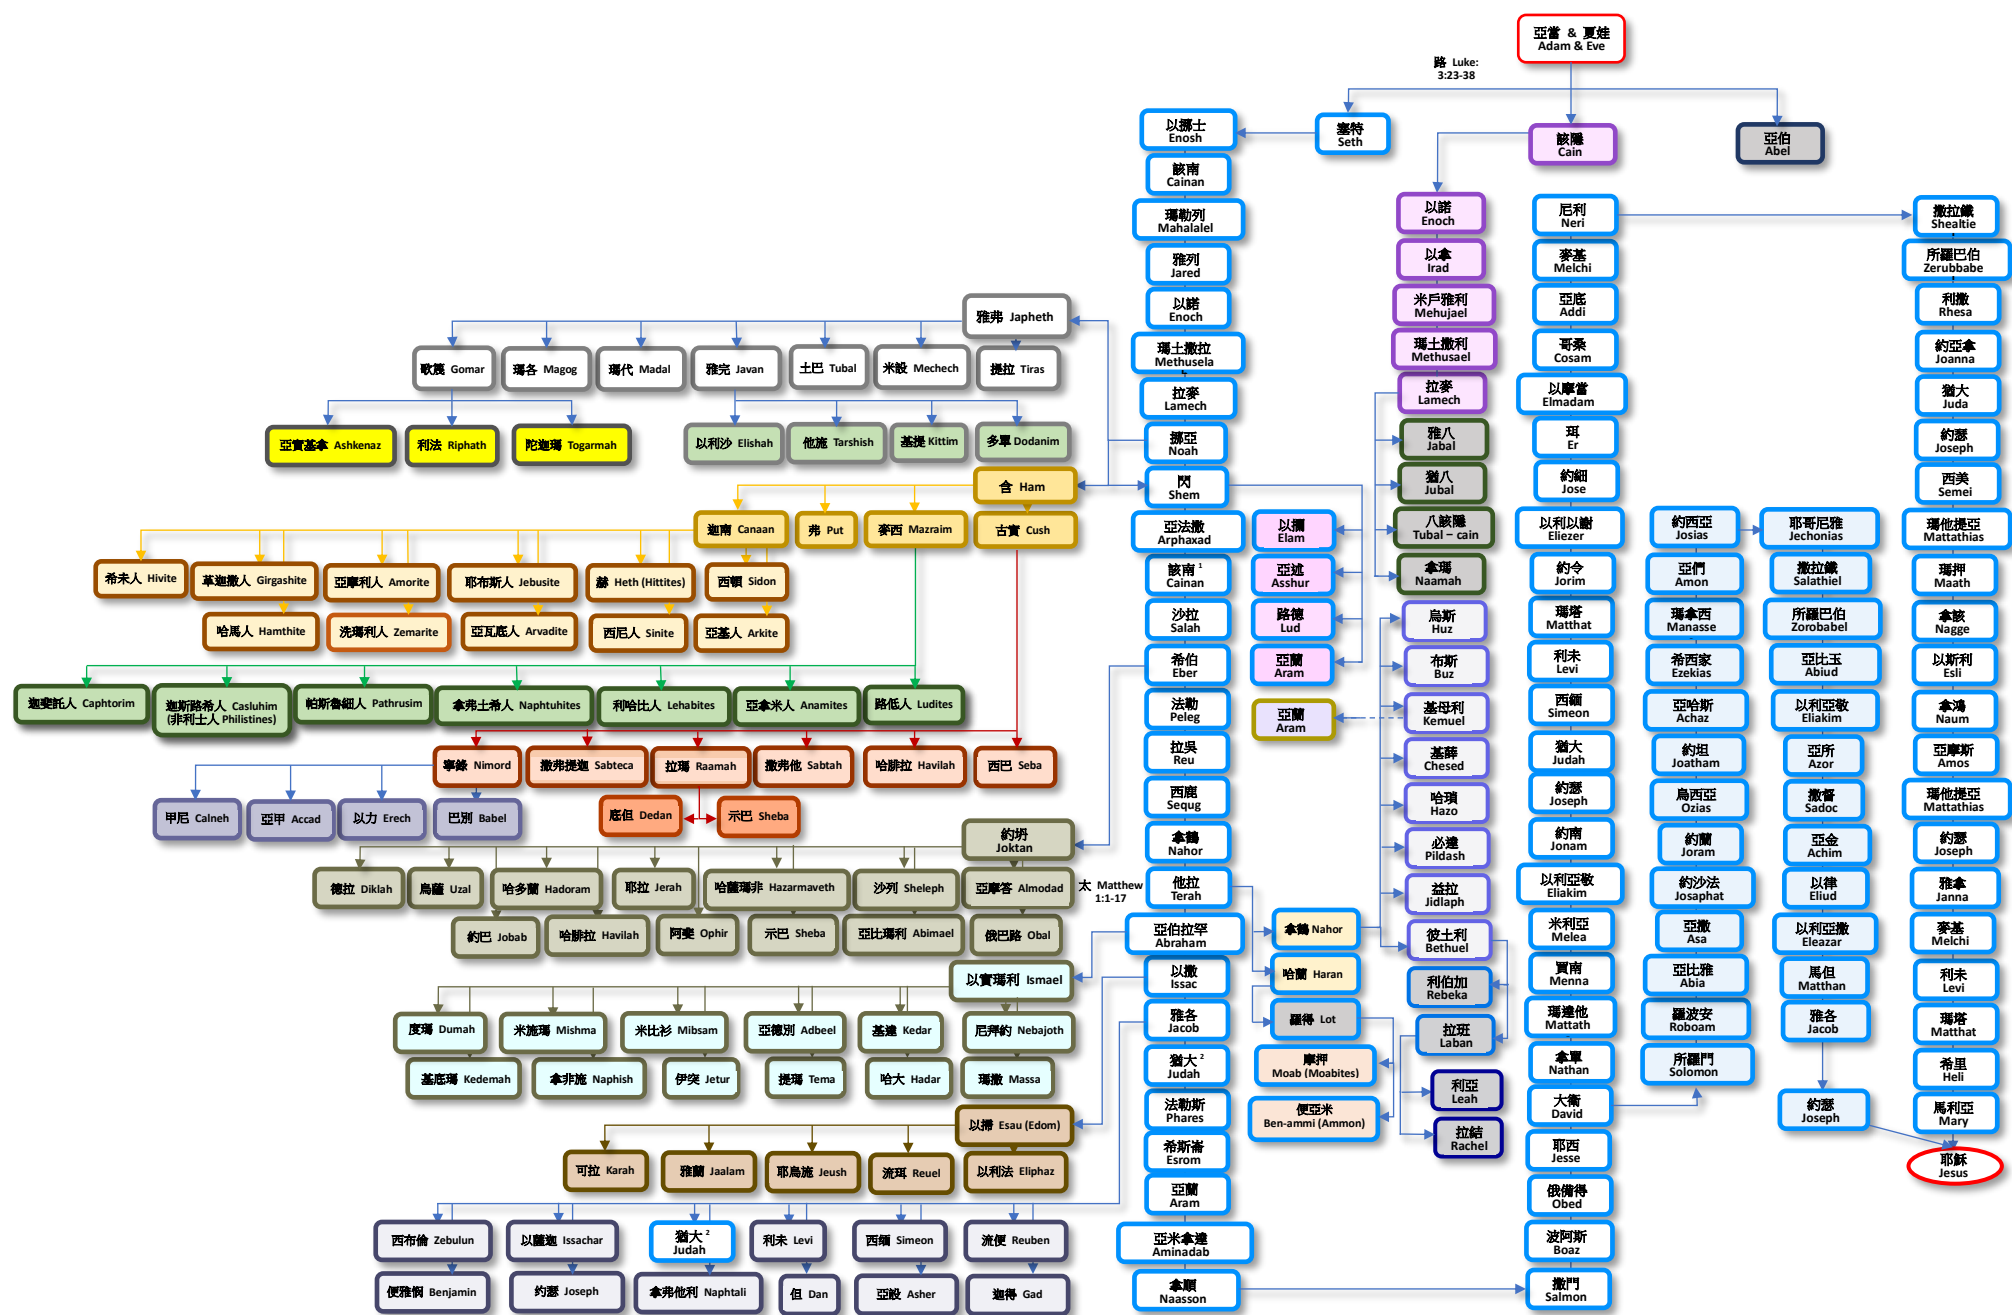 亞當 & 夏娃
Adam & Eve
路 Luke:
3:23-38
以挪士
Enosh
塞特
Seth
該隱
Cain
亞伯
Abel
該南
Cainan
瑪勒列
Mahalalel
雅列
Jared
以諾
Enoch
瑪土撒拉
Methusela
拉麥
Lamech
挪亞
Noah
閃
Shem
亞法撒
Arphaxad
該南 1
Cainan
沙拉
Salah
希伯
Eber
法勒
Peleg
拉吳
Reu
西鹿
Sequg
拿鶴
Nahor
他拉
Terah
亞伯拉罕
Abraham
以撒
Issac
雅各
Jacob
猶大 2
Judah
法勒斯
Phares
希斯崙
Esrom
亞蘭
Aram
亞米拿達
Aminadab
拿順
Naasson
雅弗 Japheth
歌篾 Gomar
瑪各 Magog
瑪代 Madal
雅完 Javan
土巴 Tubal
米設 Mechech
提拉 Tiras
亞實基拿 Ashkenaz
利法 Riphath
陀迦瑪 Togarmah
以利沙 Elishah
他施 Tarshish
基提 Kittim
多單 Dodanim
含 Ham
迦南 Canaan
弗 Put
麥西 Mazraim
古實 Cush
希未人 Hivite
革迦撒人 Girgashite
亞摩利人 Amorite
耶布斯人 Jebusite
赫 Heth (Hittites)
西頓 Sidon
哈馬人 Hamthite
洗瑪利人 Zemarite
亞瓦底人 Arvadite
西尼人 Sinite
亞基人 Arkite
迦斐託人 Caphtorim
迦斯路希人 Casluhim
(非利士人 Philistines)
帕斯魯細人 Pathrusim
拿弗土希人 Naphtuhites
利哈比人 Lehabites
亞拿米人 Anamites
路低人 Ludites
寧錄 Nimord
撒弗提迦 Sabteca
拉瑪 Raamah
撒弗他 Sabtah
哈腓拉 Havilah
西巴 Seba
甲尼 Calneh
亞甲 Accad
以力 Erech
巴別 Babel
底但 Dedan
示巴 Sheba
約坍
Joktan
德拉 Diklah
烏薩 Uzal
哈多蘭 Hadoram
耶拉 Jerah
哈薩瑪非 Hazarmaveth
沙列 Sheleph
亞摩答 Almodad
太 Matthew
1:1-17
約巴 Jobab
哈腓拉 Havilah
阿斐 Ophir
示巴 Sheba
亞比瑪利 Abimael
俄巴路 Obal
以實瑪利 Ismael
度瑪 Dumah
米施瑪 Mishma
米比衫 Mibsam
亞德別 Adbeel
基達 Kedar
尼拜約 Nebajoth
基底瑪 Kedemah
拿非施 Naphish
伊突 Jetur
提瑪 Tema
哈大 Hadar
瑪撒 Massa
以掃 Esau (Edom)
可拉 Karah
雅蘭 Jaalam
耶烏施 Jeush
流珥 Reuel
以利法 Eliphaz
西布倫 Zebulun
以薩迦 Issachar
猶大 2
Judah
利未 Levi
西緬 Simeon
流便 Reuben
便雅憫 Benjamin
約瑟 Joseph
拿弗他利 Naphtali
但 Dan
亞設 Asher
迦得 Gad
以攔
Elam
亞述
Asshur
路德
Lud
亞蘭
Aram
亞蘭
Aram
拿鶴 Nahor
哈蘭 Haran
羅得 Lot
摩押
Moab (Moabites)
便亞米
Ben-ammi (Ammon)
以諾
Enoch
以拿
Irad
米戶雅利
Mehujael
瑪土撒利
Methusael
拉麥
Lamech
雅八
Jabal
猶八
Jubal
八該隱
Tubal – cain
拿瑪
Naamah
烏斯
Huz
布斯
Buz
基母利
Kemuel
基薛
Chesed
哈瑣
Hazo
必達
Pildash
益拉
Jidlaph
彼土利
Bethuel
利伯加
Rebeka
拉班
Laban
利亞
Leah
拉結
Rachel
尼利
Neri
麥基
Melchi
亞底
Addi
哥桑
Cosam
以摩當
Elmadam
珥
Er
約細
Jose
以利以謝
Eliezer
約令
Jorim
瑪塔
Matthat
利未
Levi
西緬
Simeon
猶大
Judah
約瑟
Joseph
約南
Jonam
以利亞敬
Eliakim
米利亞
Melea
買南
Menna
瑪達他
Mattath
拿單
Nathan
大衛
David
耶西
Jesse
俄備得
Obed
波阿斯
Boaz
撒門
Salmon
約西亞
Josias
亞們
Amon
瑪拿西
Manasse
希西家
Ezekias
亞哈斯
Achaz
約坦
Joatham
烏西亞
Ozias
約蘭
Joram
約沙法
Josaphat
亞撒
Asa
亞比雅
Abia
羅波安
Roboam
所羅門
Solomon
耶哥尼雅
Jechonias
撒拉鐵
Salathiel
所羅巴伯
Zorobabel
亞比玉
Abiud
以利亞敬
Eliakim
亞所
Azor
撒督
Sadoc
亞金
Achim
以律
Eliud
以利亞撒
Eleazar
馬但
Matthan
雅各
Jacob
約瑟
Joseph
撒拉鐵
Shealtie
所羅巴伯
Zerubbabe
利撒
Rhesa
約亞拿
Joanna
猶大
Juda
約瑟
Joseph
西美
Semei
瑪他提亞
Mattathias
瑪押
Maath
拿該
Nagge
以斯利
Esli
拿鴻
Naum
亞摩斯
Amos
瑪他提亞
Mattathias
約瑟
Joseph
雅拿
Janna
麥基
Melchi
利未
Levi
瑪塔
Matthat
希里
Heli
馬利亞
Mary
耶穌
Jesus